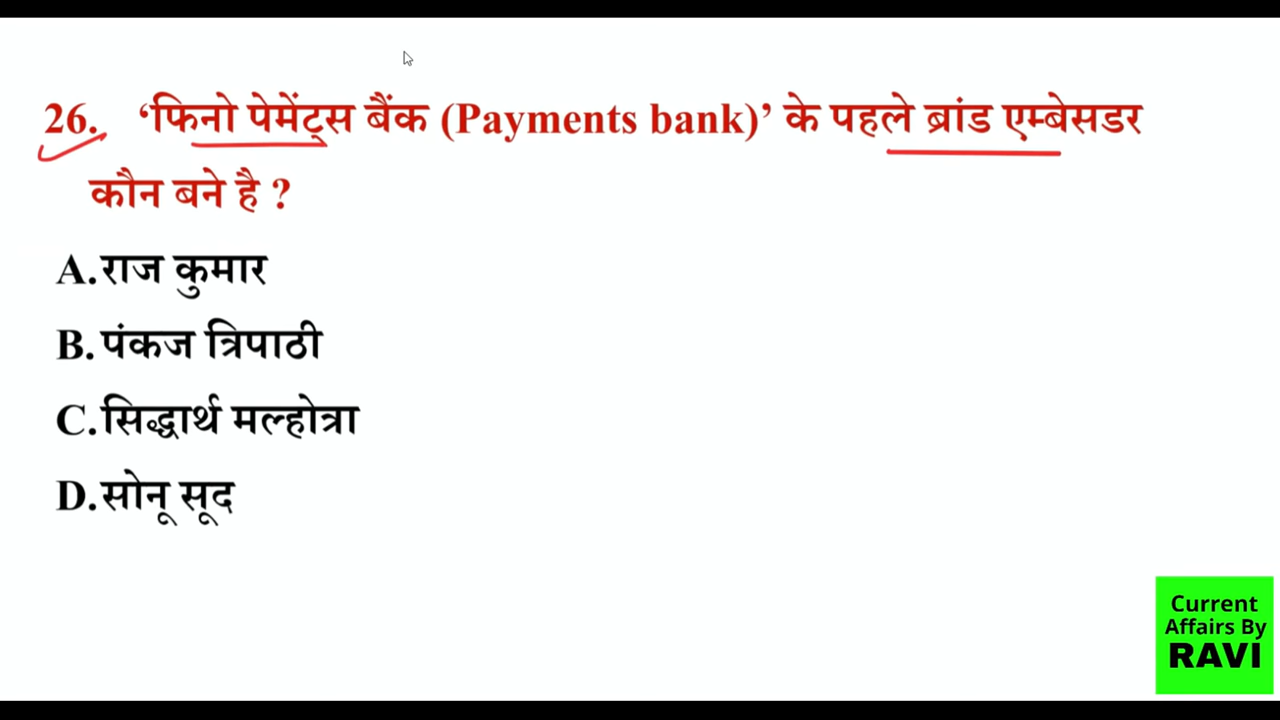 26. ‘फिनो पेमेंट्स बैंक (Payments bank)’ के पहले ब्रांड एम्बेसडर
कौन बने है ?
A.राज कुमार
B.पंकज त्रिपाठी
C.सिद्धार्थ मल्होत्रा
D.सोनू सूद
Current
Affairs By
RAVI